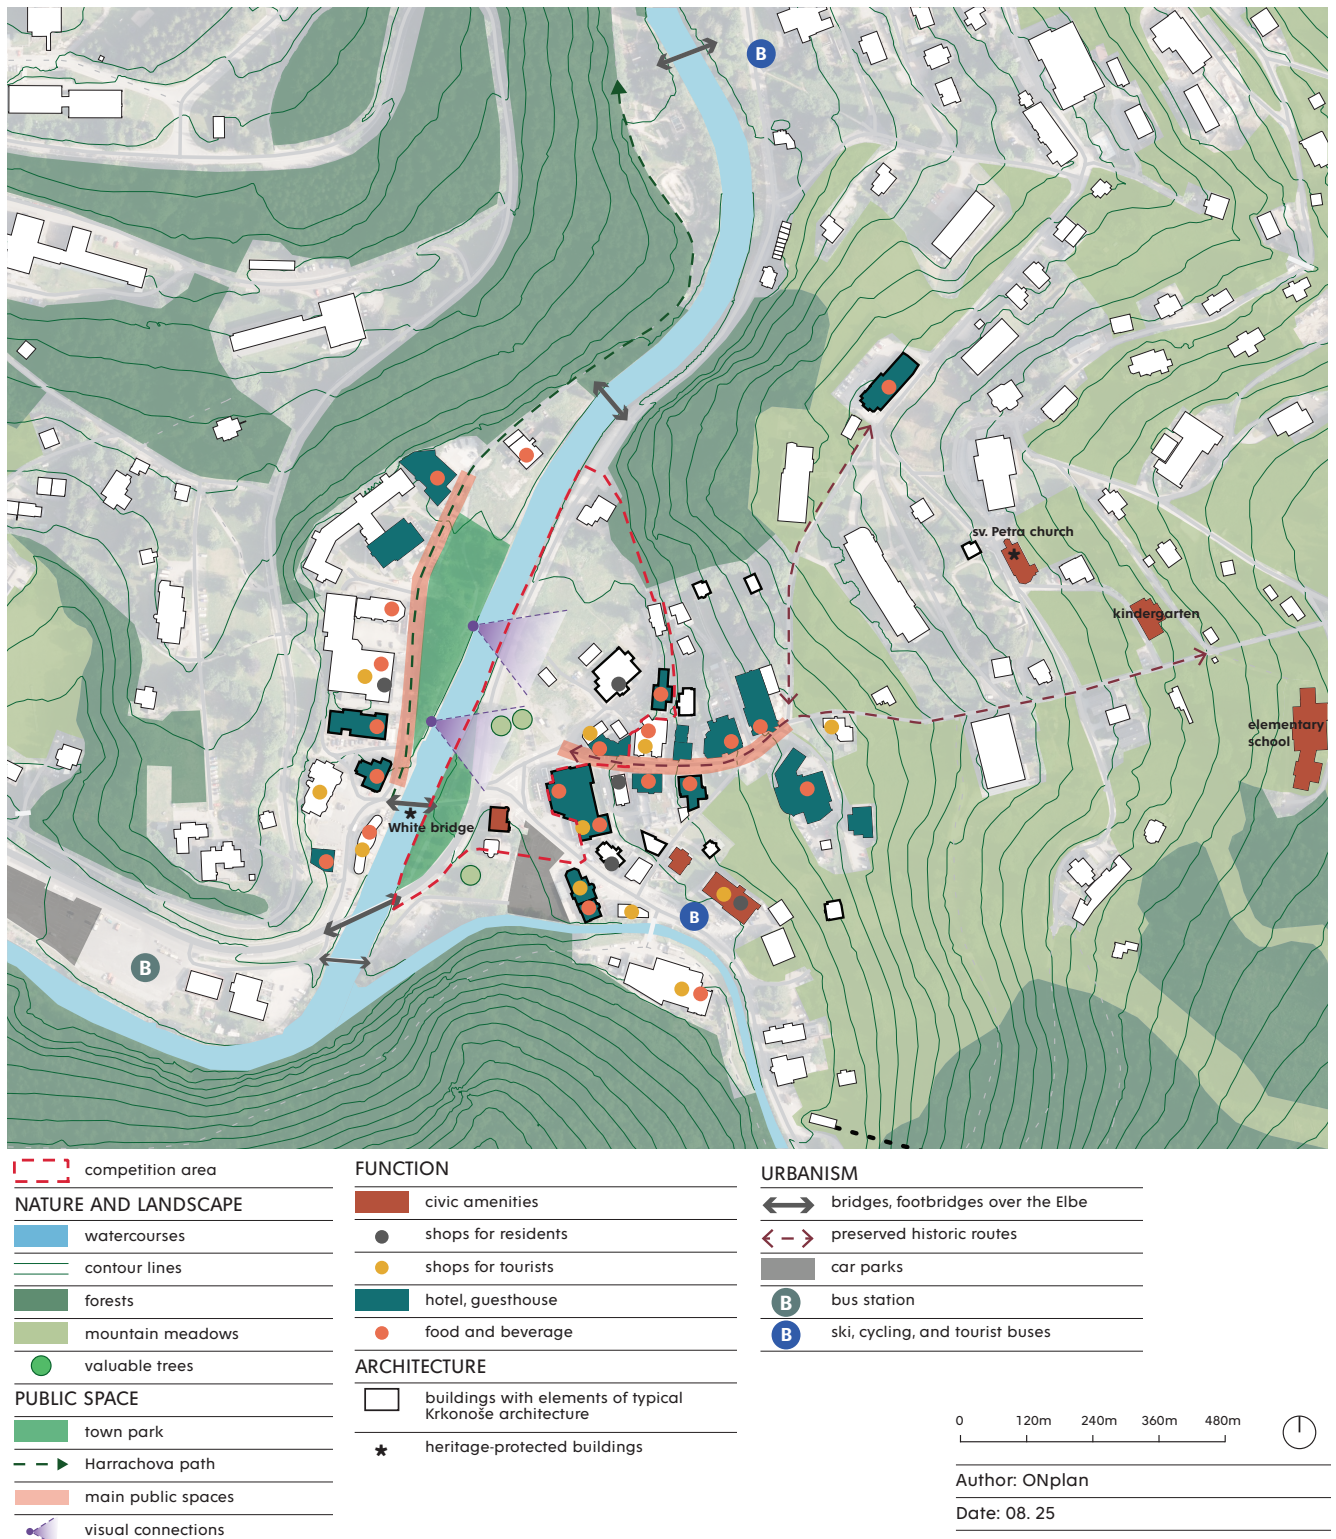 B
sv. Petra church
kindergarten
elementary
school
White bridge
B
B
competition area
NATURE AND LANDSCAPE
watercourses
contour lines
forests
mountain meadows
valuable trees
PUBLIC SPACE
town park
Harrachova path
main public spaces
visual connections
FUNCTION
civic amenities
shops for residents
shops for tourists
hotel, guesthouse
food and beverage
ARCHITECTURE
buildings with elements of typical
Krkonoše architecture
heritage-protected buildings
URBANISM
bridges, footbridges over the Elbe
preserved historic routes
car parks
B bus station
B ski, cycling, and tourist buses
0 120m 240m 360m 480m
Author: ONplan
Date: 08. 25